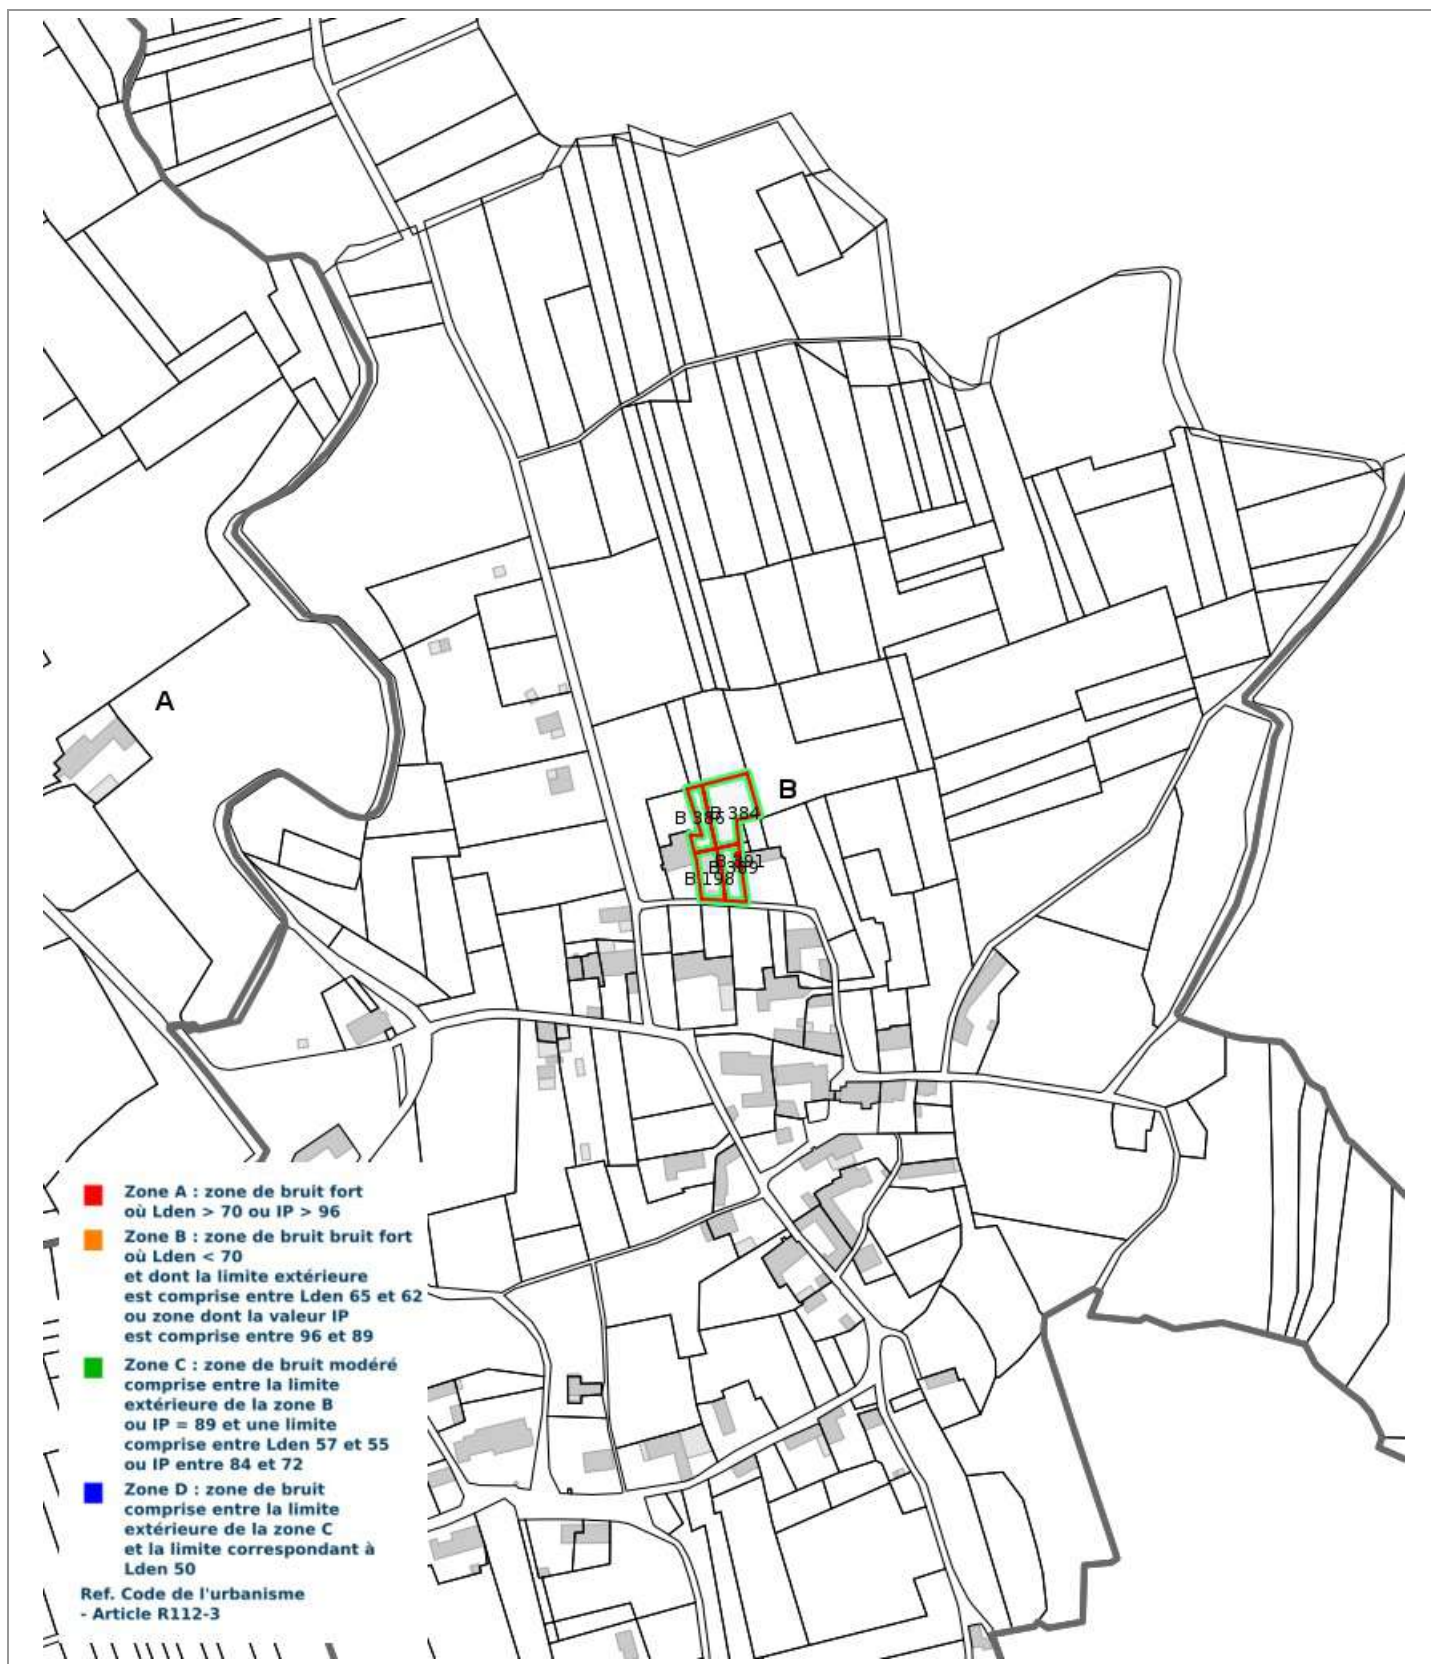 A
B
B 384
B 386
B 391
B 389
B 198
Zone A : zone de bruit fort
où Lden > 70 ou IP > 96
Zone B : zone de bruit bruit fort
où Lden < 70
et dont la limite extérieure
est comprise entre Lden 65 et 62
ou zone dont la valeur IP
est comprise entre 96 et 89
Zone C : zone de bruit modéré
comprise entre la limite
extérieure de la zone B
ou IP = 89 et une limite
comprise entre Lden 57 et 55
ou IP entre 84 et 72
Zone D : zone de bruit
comprise entre la limite
extérieure de la zone C
et la limite correspondant à
Lden 50
Ref. Code de l'urbanisme
- Article R112-3